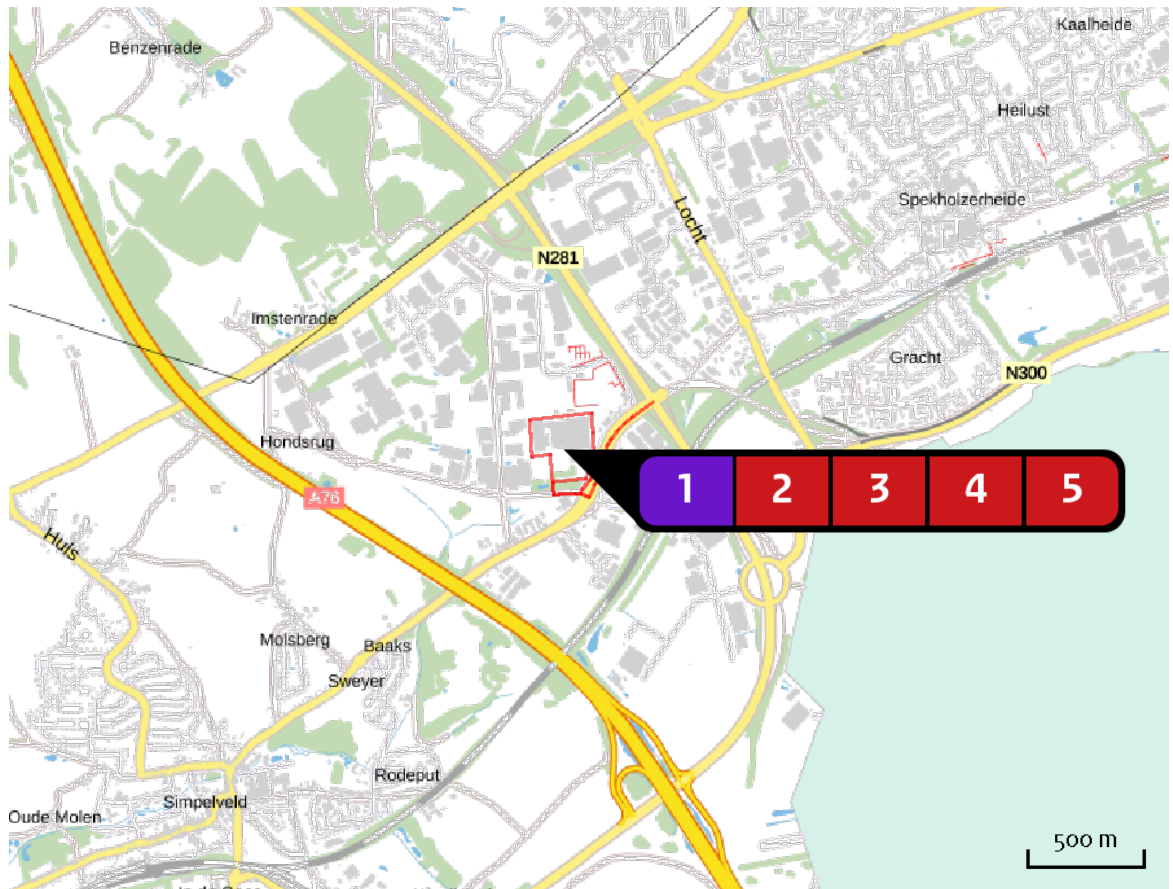 Kaalheide
Benzenrade
Heilust
Spekholzerheide
Locht
N281
Imstenrade
Gracht
N300
Hondsrug
A76
1 2 3 4 5
Huls
Molsberg
Baaks
Sweyer
Rodeput
Simpelveld
Oude Molen
500 m